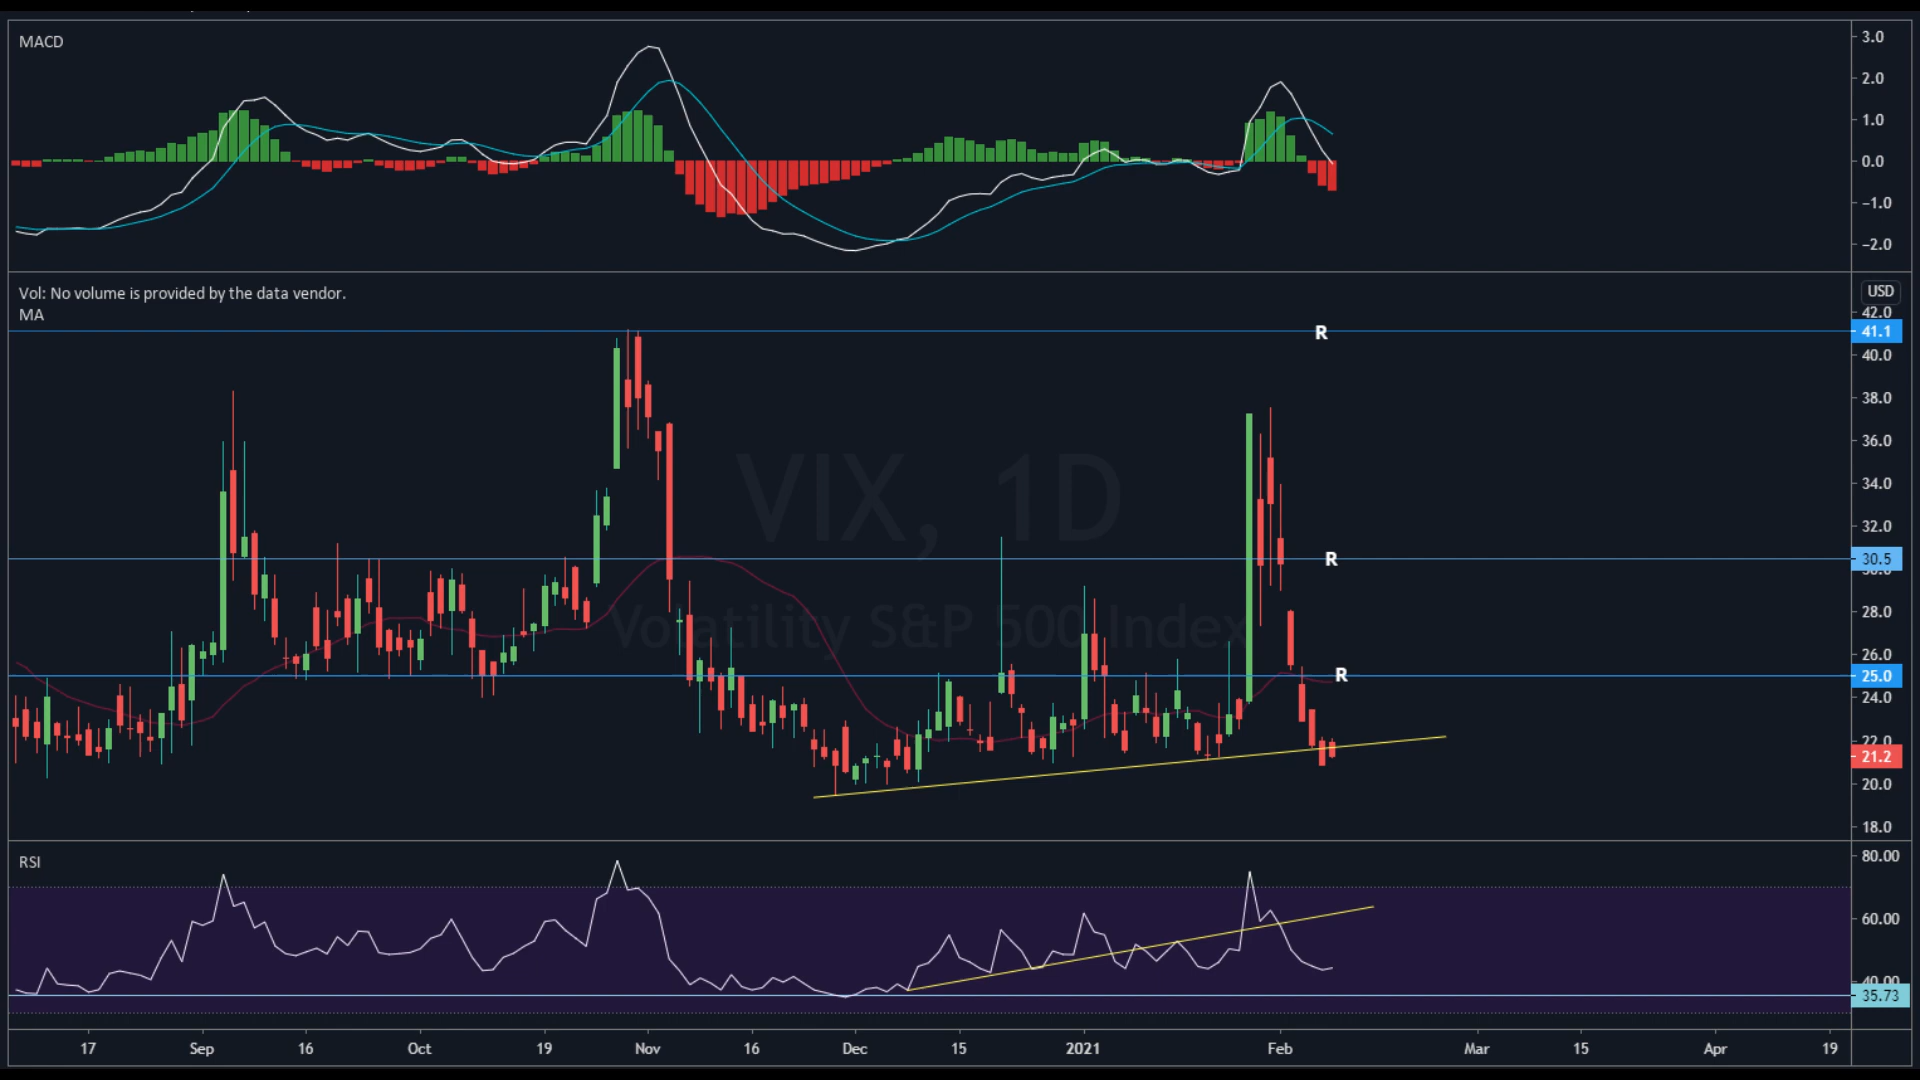 MACD
3.0
2.0
1.0
0.0
−1.0
−2.0
Vol: No volume is provided by the data vendor.
MA
USD
42.0
41.1
R
40.0
38.0
36.0
34.0
32.0
VIX, 1D
30.5
R
30.0
28.0
Volatility S&P 500 Index
26.0
25.0
R
24.0
22.0
21.2
20.0
18.0
RSI
80.00
60.00
40.00
35.73
17 Sep 16 Oct 19 Nov 16 Dec 15 2021 Feb Mar 15 Apr 19